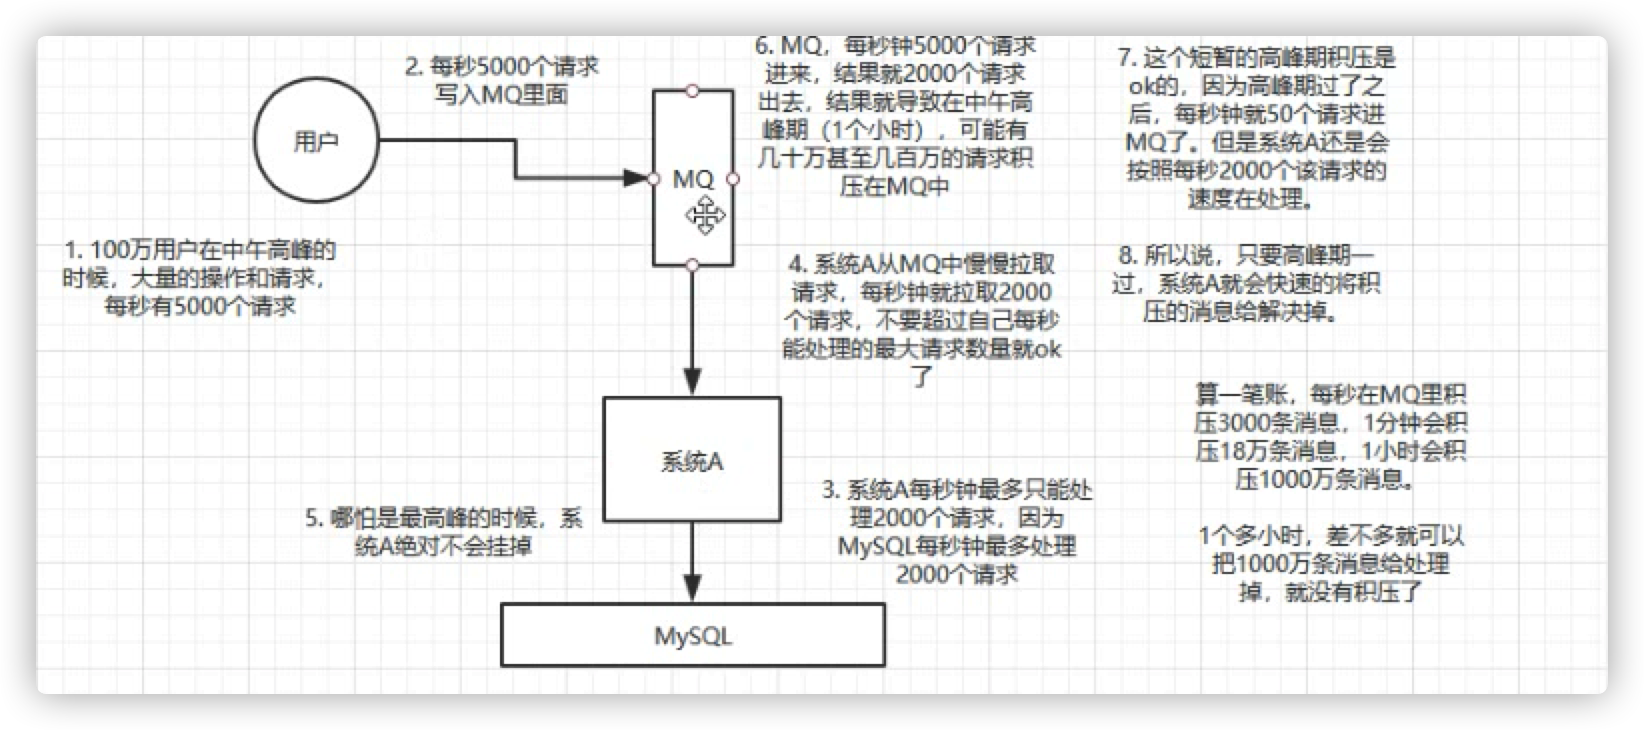 用户
1. 100万用户在中午高峰的
时候，大量的操作和请求，
每秒有5000个请求
2. 每秒5000个请求
写入MQ里面
MQ
6. MQ，每秒钟5000个请求
进来，结果就2000个请求
出去，结果就导致在中午高
峰期（1个小时），可能有
几十万甚至几百万的请求积
压在MQ中
7. 这个短暂的高峰期积压是
ok的，因为高峰期过了之
后，每秒钟就50个请求进
MQ了。但是系统A还是会
按照每秒2000个该请求的
速度在处理。
4. 系统A从MQ中慢慢拉取
请求，每秒钟就拉取2000
个请求，不要超过自己每秒
能处理的最大请求数量就ok
了
8. 所以说，只要高峰期一
过，系统A就会快速的将积
压的消息给解决掉。
系统A
5. 哪怕是最高峰的时候，系
统A绝对不会挂掉
3. 系统A每秒钟最多只能处
理2000个请求，因为
MySQL每秒钟最多处理
2000个请求
算一笔账，每秒在MQ里积
压3000条消息，1分钟会积
压18万条消息，1小时会积
压1000万条消息。
1个多小时，差不多就可以
把1000万条消息给处理
掉，就没有积压了
MySQL